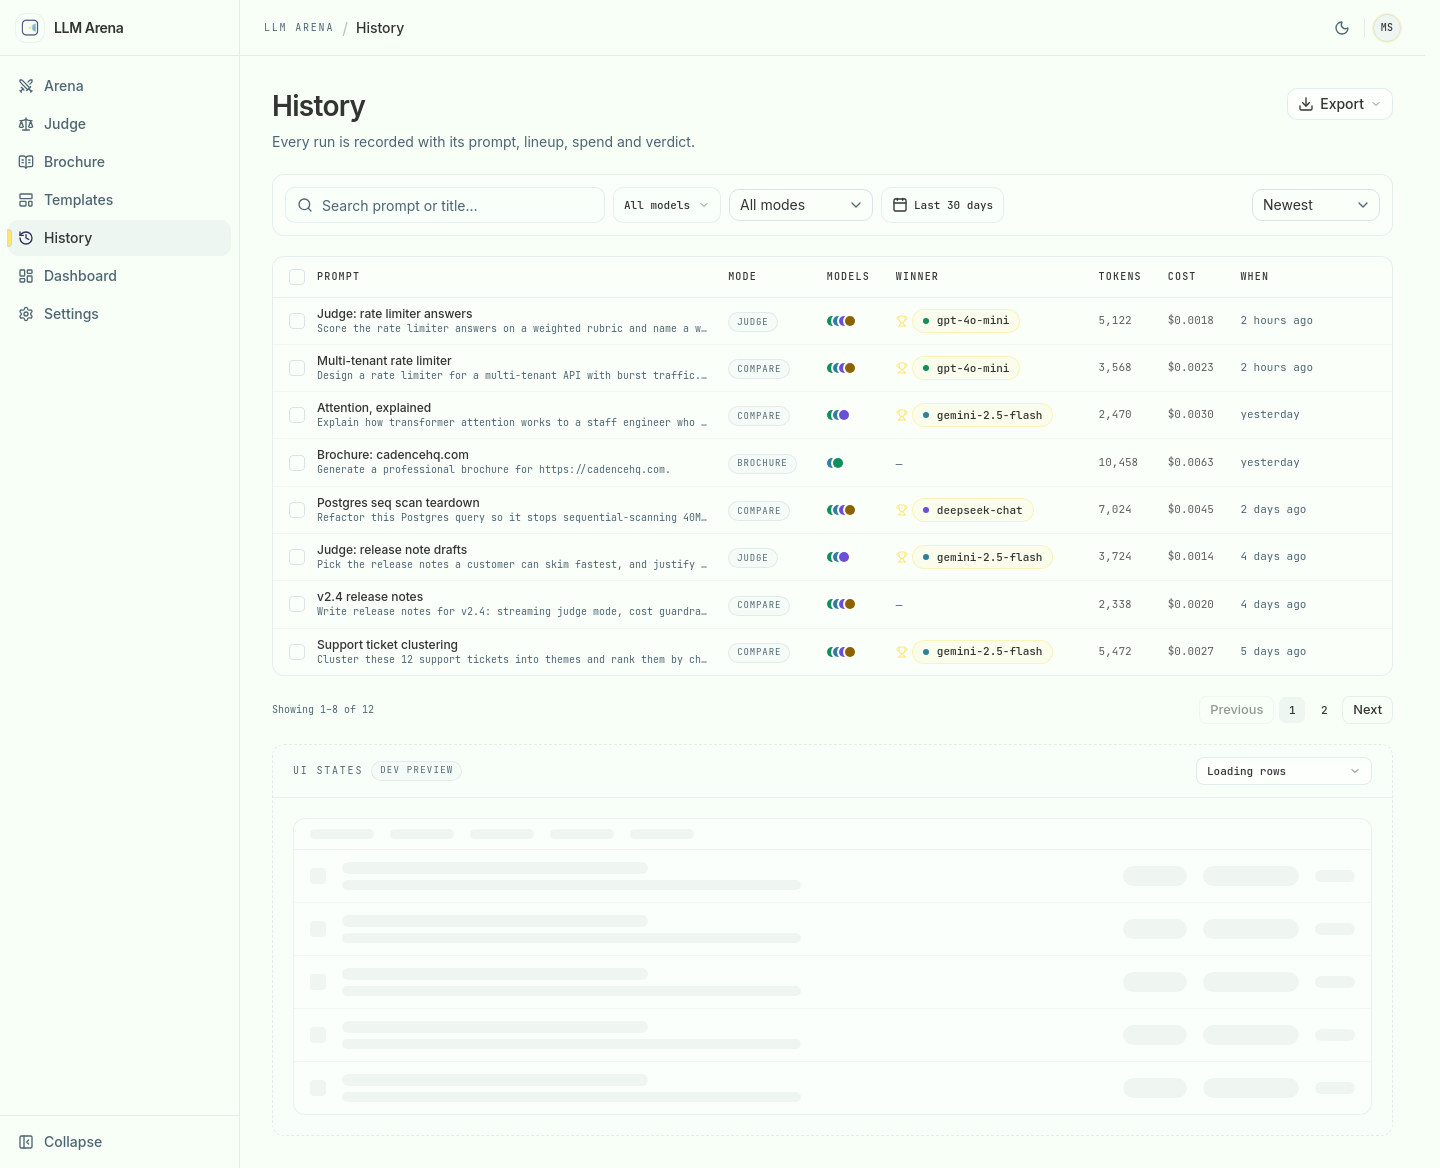 LLM Arena
LLM ARENA / History
MS
Arena
Judge
Brochure
Templates
History
Dashboard
Settings
Collapse
History
Export
Every run is recorded with its prompt, lineup, spend and verdict.
Search prompt or title...
All models
All modes
Last 30 days
Newest
PROMPT MODE MODELS WINNER TOKENS COST WHEN
Judge: rate limiter answers
Score the rate limiter answers on a weighted rubric and name a w…
JUDGE gpt-4o-mini 5,122 $0.0018 2 hours ago
Multi-tenant rate limiter
Design a rate limiter for a multi-tenant API with burst traffic.…
COMPARE gpt-4o-mini 3,568 $0.0023 2 hours ago
Attention, explained
Explain how transformer attention works to a staff engineer who …
COMPARE gemini-2.5-flash 2,470 $0.0030 yesterday
Brochure: cadencehq.com
Generate a professional brochure for https://cadencehq.com.
BROCHURE – 10,458 $0.0063 yesterday
Postgres seq scan teardown
Refactor this Postgres query so it stops sequential-scanning 40M…
COMPARE deepseek-chat 7,024 $0.0045 2 days ago
Judge: release note drafts
Pick the release notes a customer can skim fastest, and justify …
JUDGE gemini-2.5-flash 3,724 $0.0014 4 days ago
v2.4 release notes
Write release notes for v2.4: streaming judge mode, cost guardra…
COMPARE – 2,338 $0.0020 4 days ago
Support ticket clustering
Cluster these 12 support tickets into themes and rank them by ch…
COMPARE gemini-2.5-flash 5,472 $0.0027 5 days ago
Showing 1–8 of 12
Previous 1 2 Next
UI STATES DEV PREVIEW
Loading rows